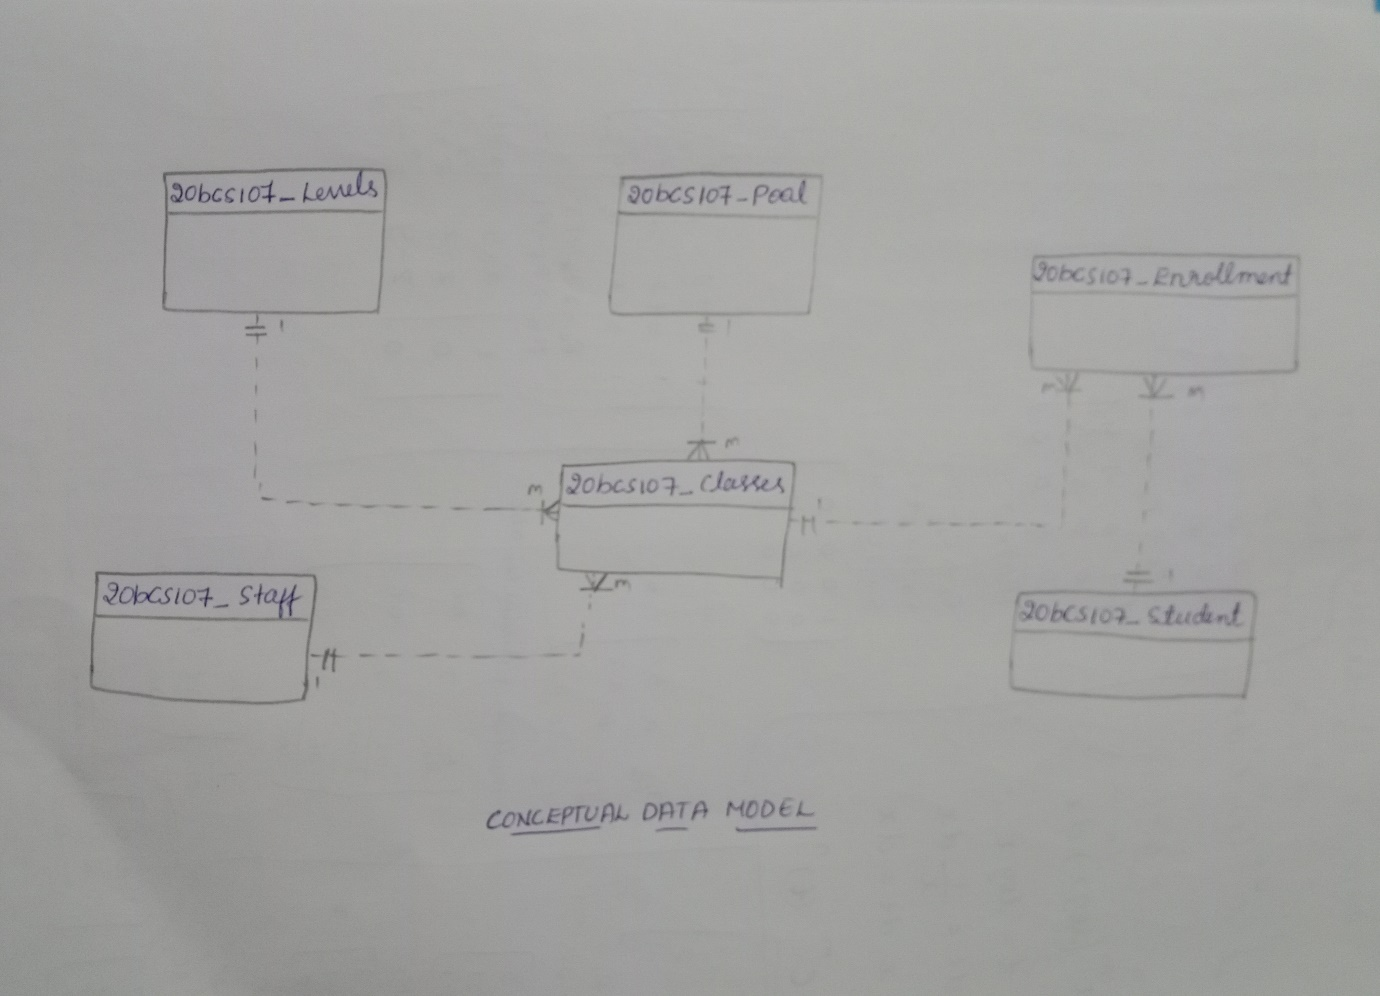 20bcs107_Levels
20bcs107_Pool
20bcs107_Enrollment
1
1
m
m
m
20bcs107_Classes
m
1
20bcs107_Staff
m
1
1
20bcs107_Student
CONCEPTUAL DATA MODEL